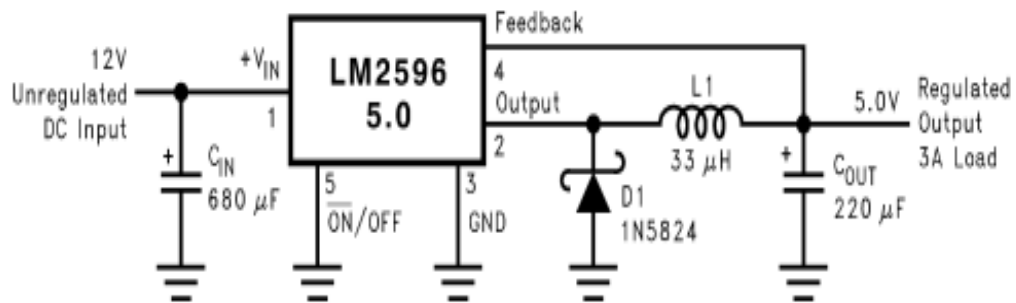 12V
Unregulated
DC Input
+VIN
1
CIN
680 μF
+
LM2596
5.0
Feedback
4
Output
2
5
ON/OFF
3
GND
D1
1N5824
L1
33 μH
+
COUT
220 μF
5.0V
Regulated
Output
3A Load